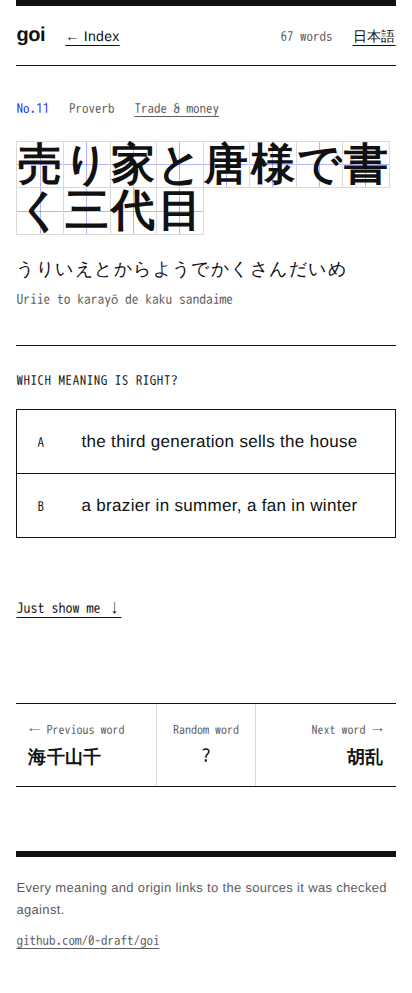 goi ← Index 67 words 日本語
No.11 Proverb Trade & money
売り家と唐様で書
く三代目
うりいえとからようでかくさんだいめ
Uriie to karayō de kaku sandaime
WHICH MEANING IS RIGHT?
A the third generation sells the house
B a brazier in summer, a fan in winter
Just show me ↓
← Previous word Random word Next word →
海千山千 ? 胡乱
Every meaning and origin links to the sources it was checked
against.
github.com/0-draft/goi